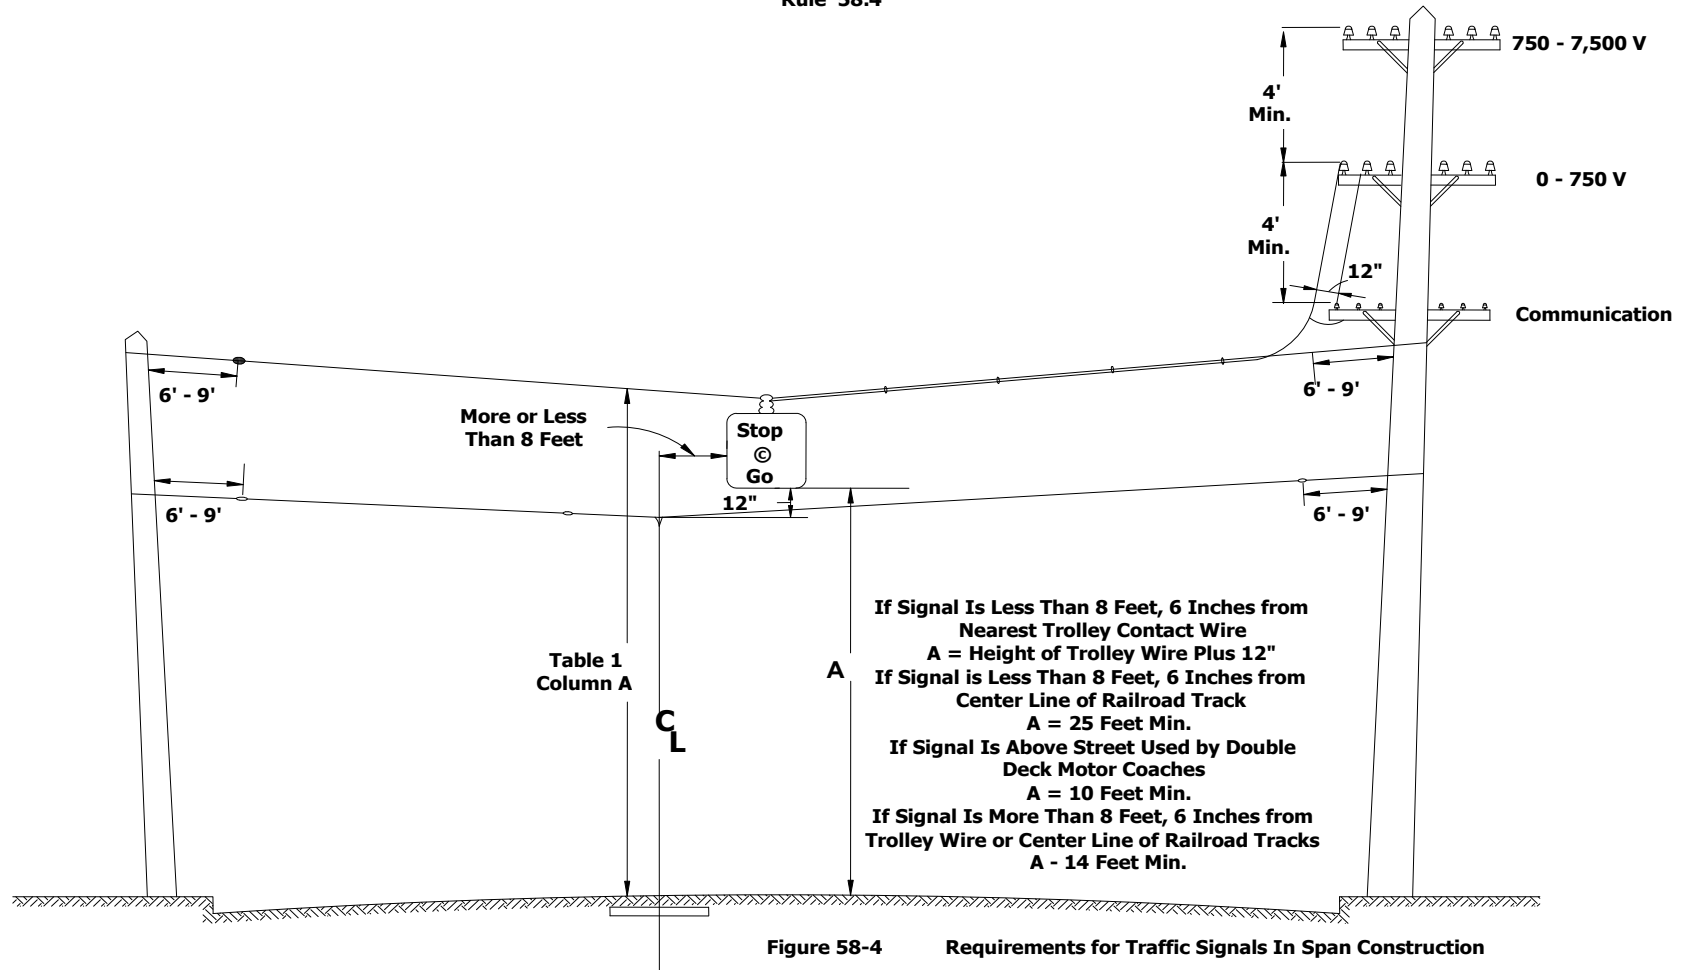 Rule 58.4
750 - 7,500 V
4'
Min.
0 - 750 V
4'
Min.
12"
Communication
6' - 9'
6' - 9'
More or Less
Than 8 Feet
Stop
©
Go
12"
6' - 9'
6' - 9'
Table 1
Column A
A
C
L
If Signal Is Less Than 8 Feet, 6 Inches from
Nearest Trolley Contact Wire
A = Height of Trolley Wire Plus 12"
If Signal is Less Than 8 Feet, 6 Inches from
Center Line of Railroad Track
A = 25 Feet Min.
If Signal Is Above Street Used by Double
Deck Motor Coaches
A = 10 Feet Min.
If Signal Is More Than 8 Feet, 6 Inches from
Trolley Wire or Center Line of Railroad Tracks
A - 14 Feet Min.
Figure 58-4 Requirements for Traffic Signals In Span Construction